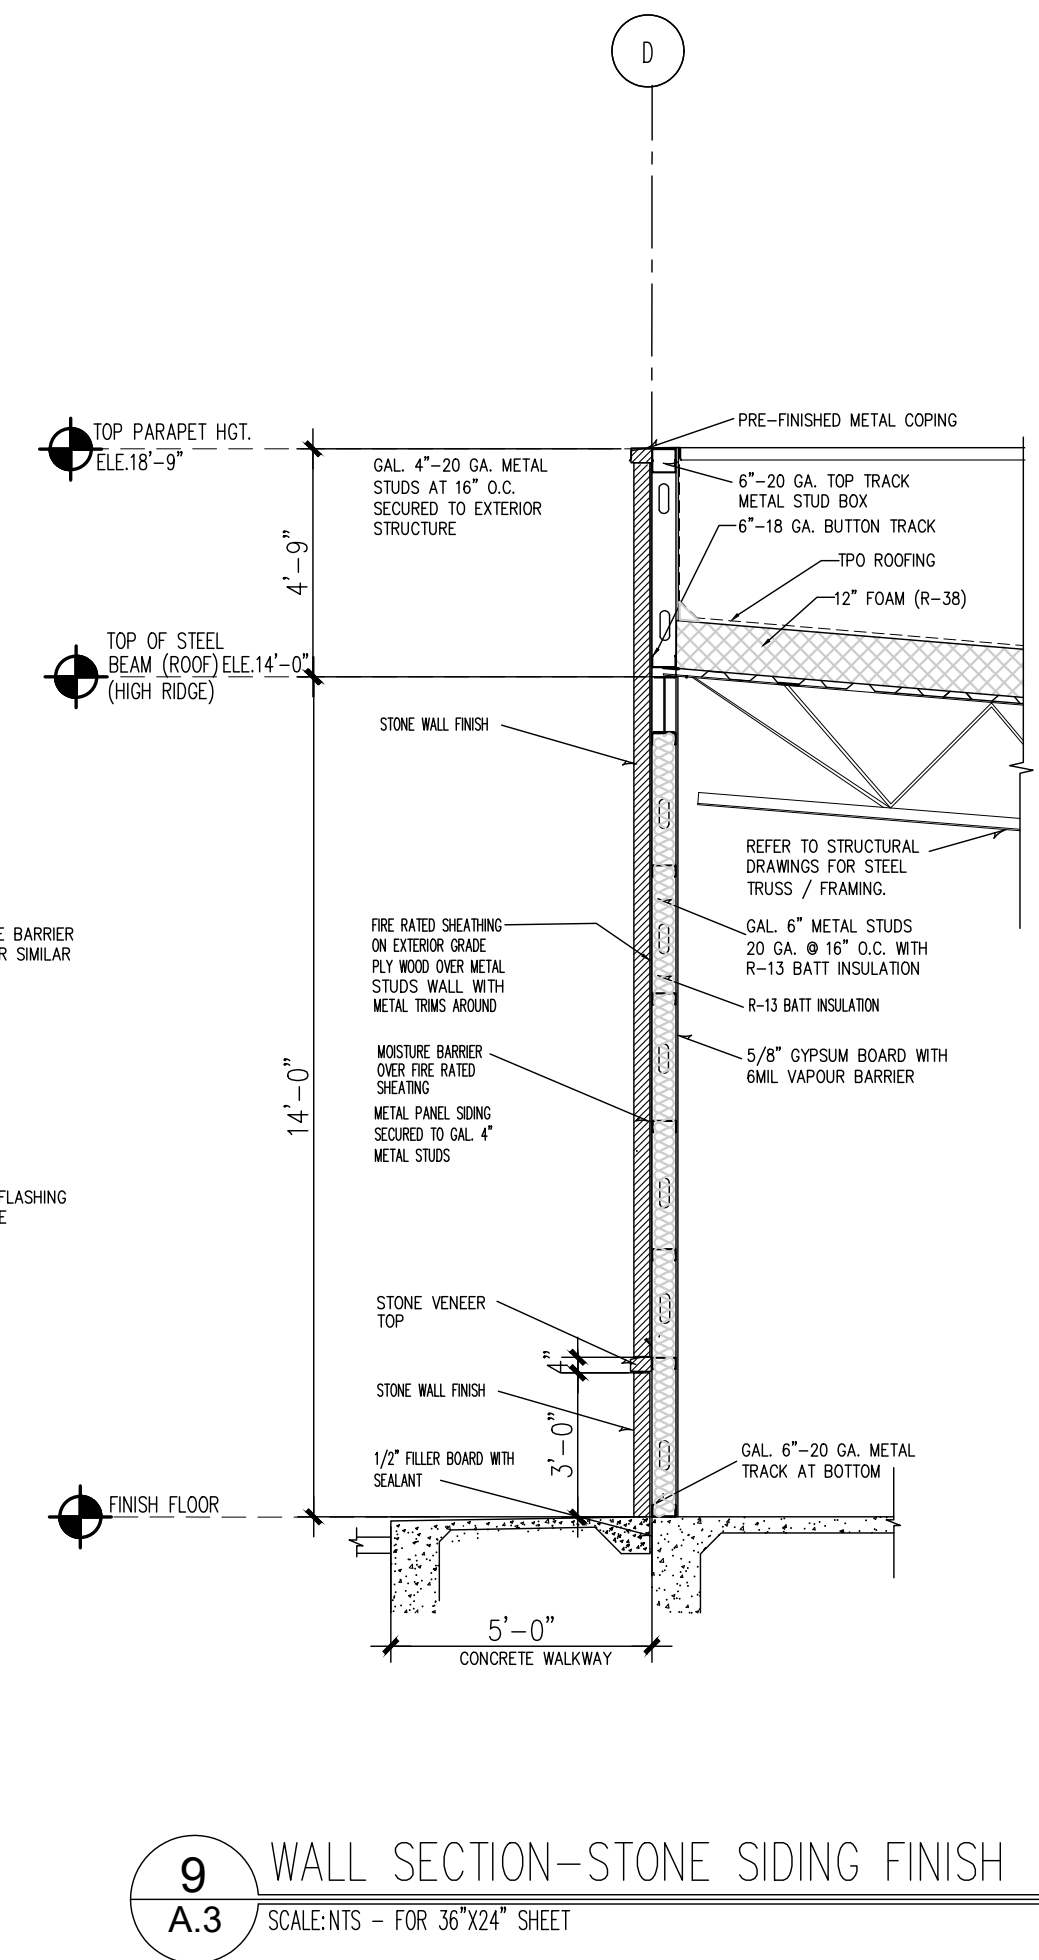 D
TOP PARAPET HGT.
ELE.18'-9"
GAL. 4"-20 GA. METAL
STUDS AT 16" O.C.
SECURED TO EXTERIOR
STRUCTURE
PRE-FINISHED METAL COPING
6"-20 GA. TOP TRACK
METAL STUD BOX
6"-18 GA. BUTTON TRACK
TPO ROOFING
12" FOAM (R-38)
4'-9"
TOP OF STEEL
BEAM (ROOF) ELE.14'-0"
(HIGH RIDGE)
STONE WALL FINISH
REFER TO STRUCTURAL
DRAWINGS FOR STEEL
TRUSS / FRAMING.
E BARRIER
R SIMILAR
FIRE RATED SHEATHING
ON EXTERIOR GRADE
PLY WOOD OVER METAL
STUDS WALL WITH
METAL TRIMS AROUND
GAL. 6" METAL STUDS
20 GA. @ 16" O.C. WITH
R-13 BATT INSULATION
R-13 BATT INSULATION
MOISTURE BARRIER
OVER FIRE RATED
SHEATING
5/8" GYPSUM BOARD WITH
6MIL VAPOUR BARRIER
14'-0"
METAL PANEL SIDING
SECURED TO GAL. 4"
METAL STUDS
FLASHING
E
STONE VENEER
TOP
4"
STONE WALL FINISH
3'-0"
1/2" FILLER BOARD WITH
SEALANT
GAL. 6"-20 GA. METAL
TRACK AT BOTTOM
FINISH FLOOR
5'-0"
CONCRETE WALKWAY
9
A.3
WALL SECTION-STONE SIDING FINISH
SCALE:NTS - FOR 36"X24" SHEET